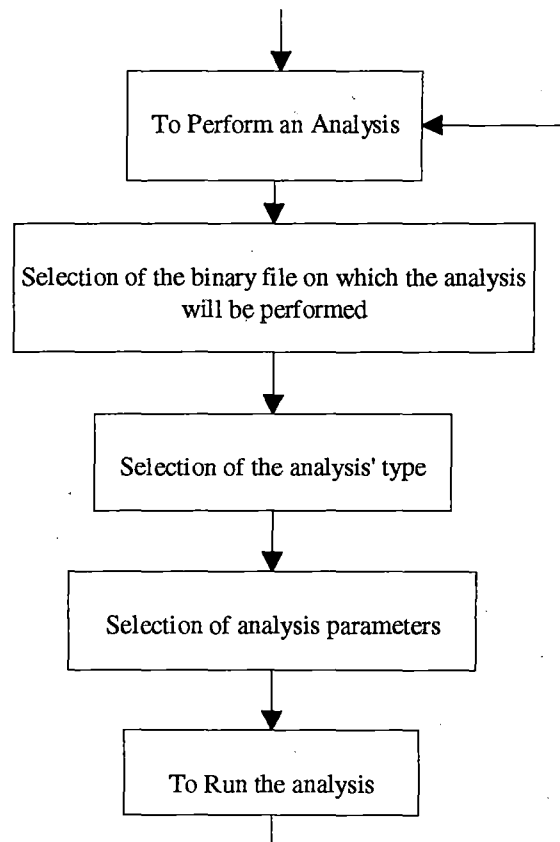 To Perform an Analysis
Selection of the binary file on which the analysis
will be performed
Selection of the analysis' type
Selection of analysis parameters
To Run the analysis